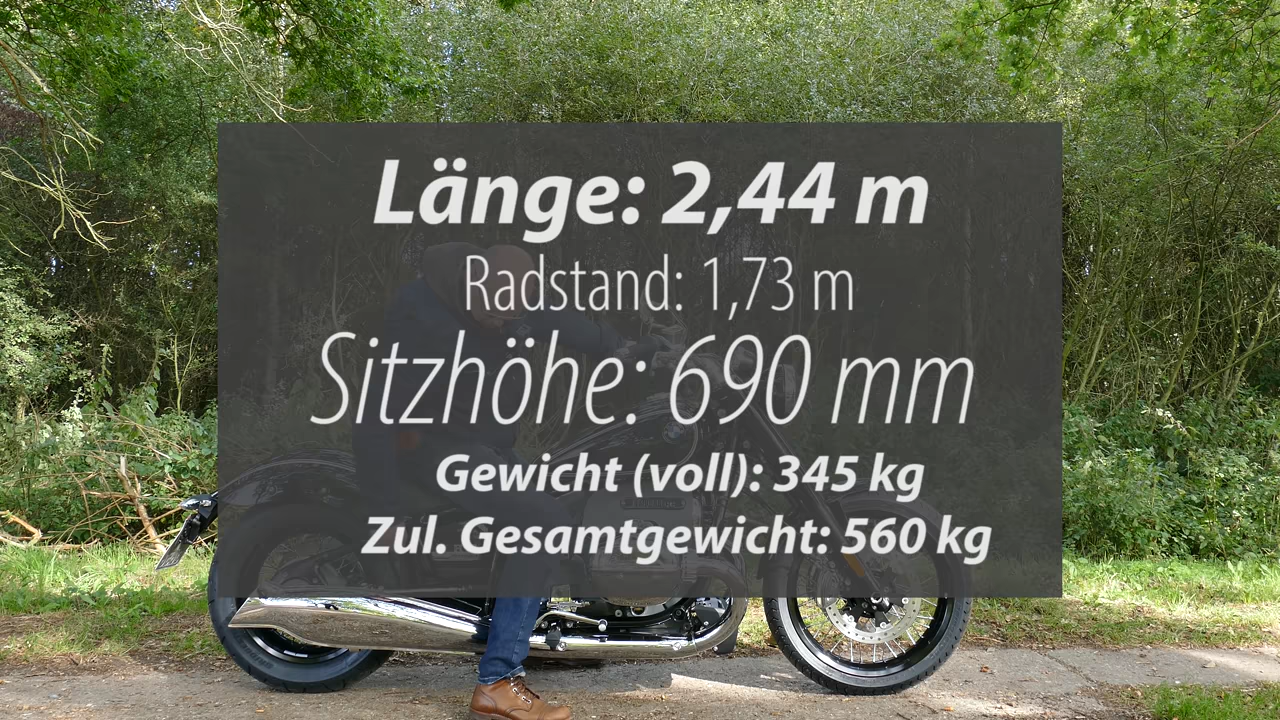 Länge: 2,44 m
Radstand: 1,73 m
Sitzhöhe: 690 mm
Gewicht (voll): 345 kg
Zul. Gesamtgewicht: 560 kg